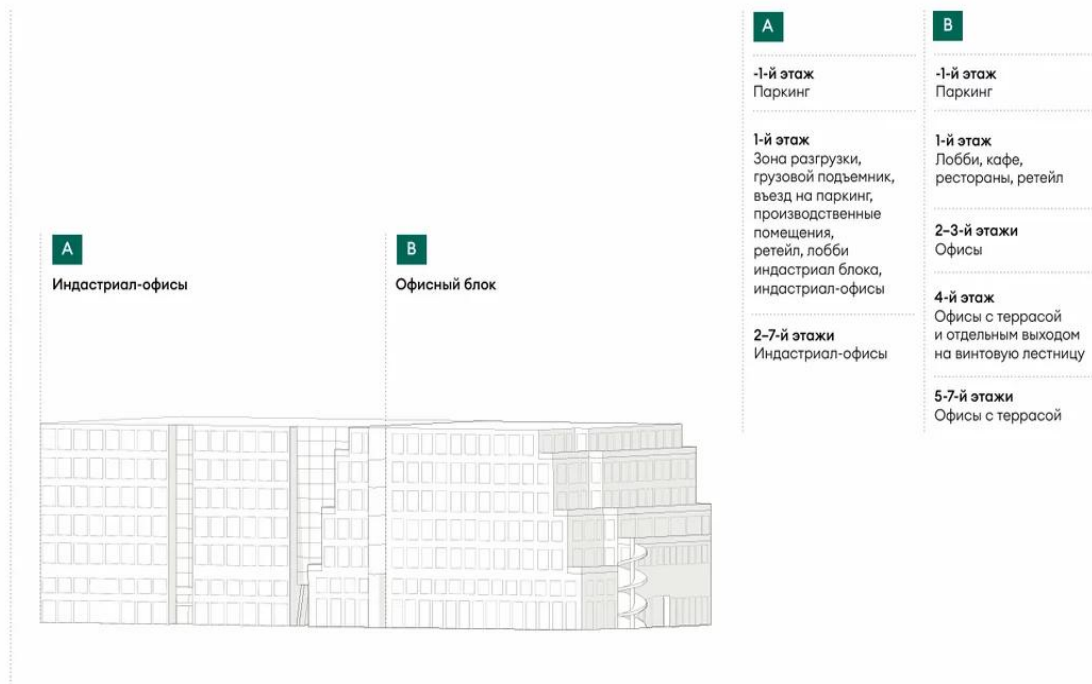 A
Индастриал-офисы
B
Офисный блок
A
-1-й этаж
Паркинг
1-й этаж
Зона разгрузки,
грузовой подъемник,
въезд на паркинг,
производственные
помещения,
ретейл, лобби
индастриал блока,
индастриал-офисы
2–7-й этажи
Индастриал-офисы
B
-1-й этаж
Паркинг
1-й этаж
Лобби, кафе,
рестораны, ретейл
2–3-й этажи
Офисы
4-й этаж
Офисы с террасой
и отдельным выходом
на винтовую лестницу
5-7-й этажи
Офисы с террасой